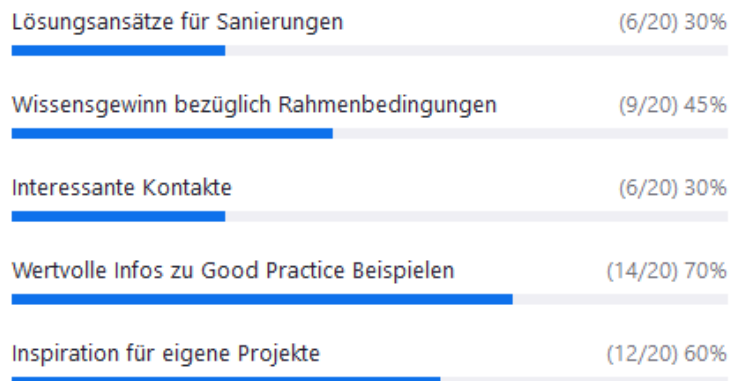 Lösungsansätze für Sanierungen (6/20) 30%
Wissensgewinn bezüglich Rahmenbedingungen (9/20) 45%
Interessante Kontakte (6/20) 30%
Wertvolle Infos zu Good Practice Beispielen (14/20) 70%
Inspiration für eigene Projekte (12/20) 60%